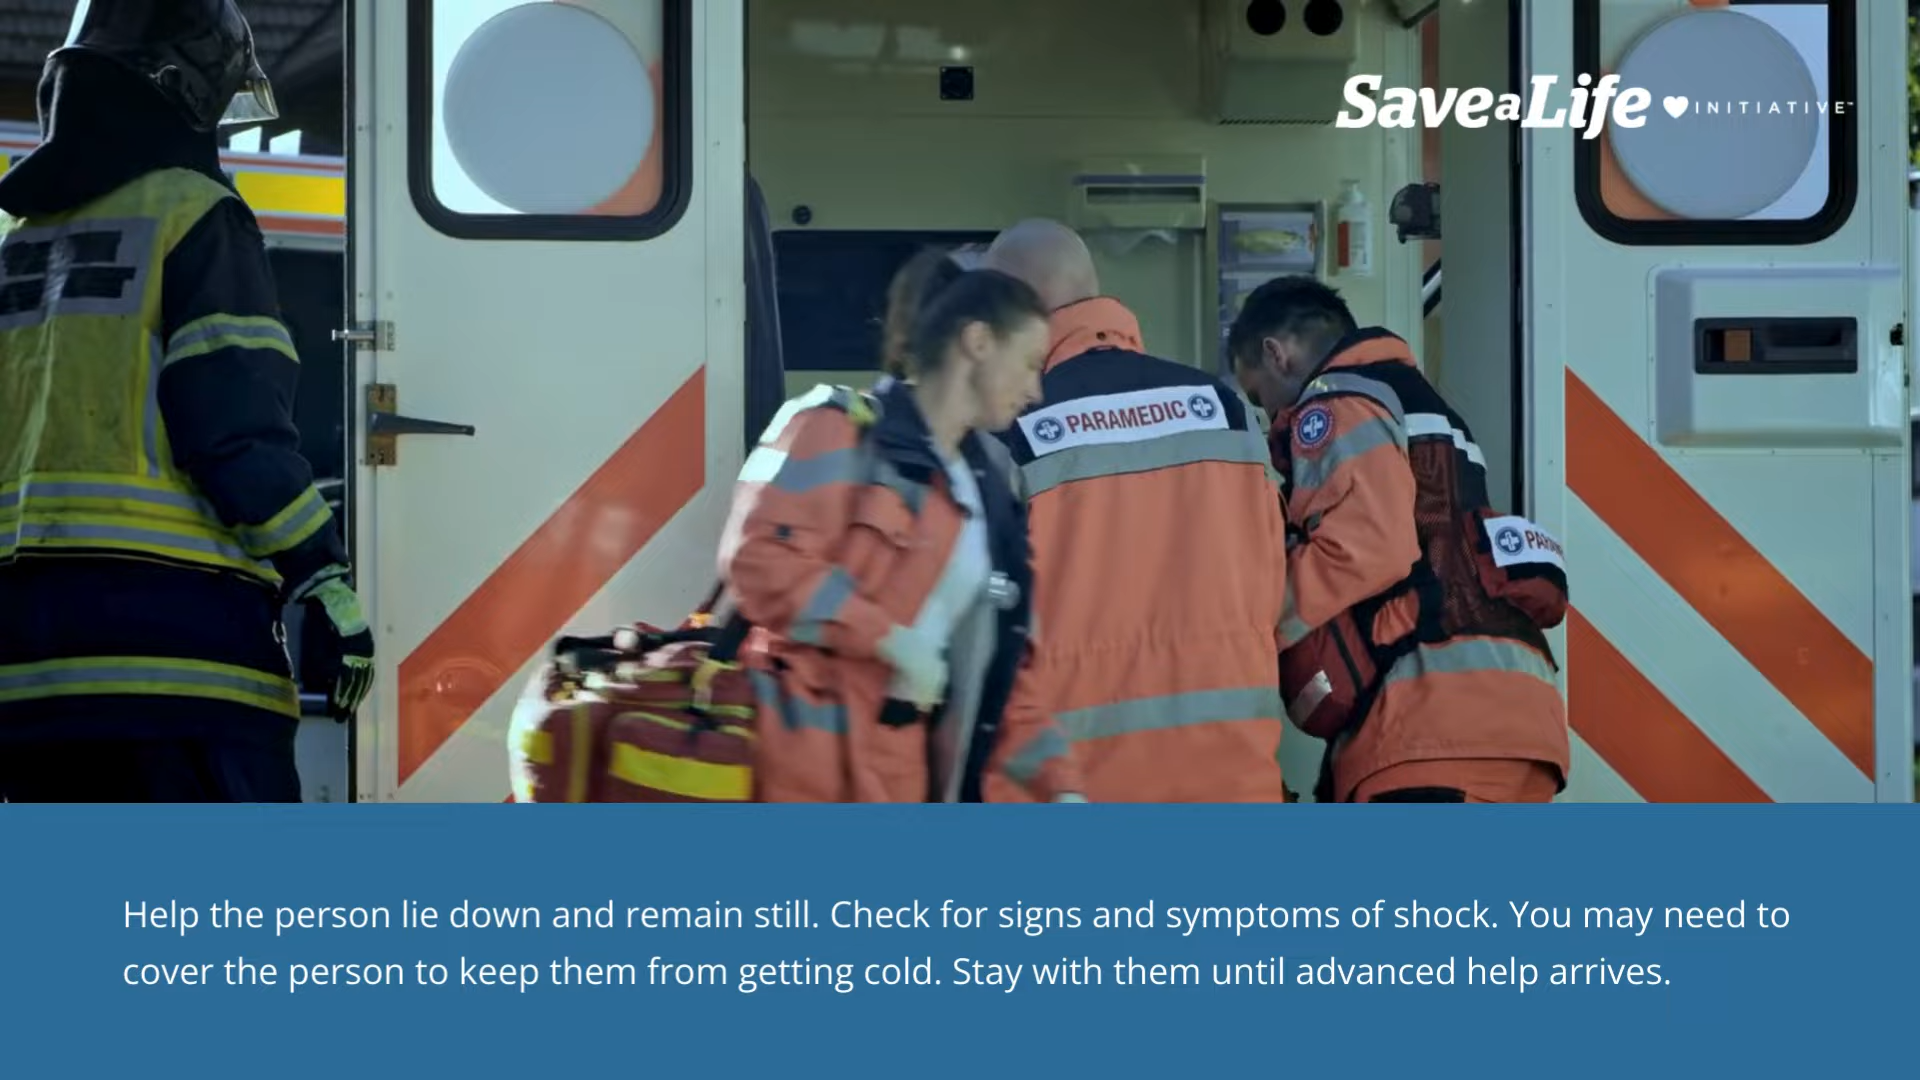 SaveaLife INITIATIVE™
PARAMEDIC
Help the person lie down and remain still. Check for signs and symptoms of shock. You may need to
cover the person to keep them from getting cold. Stay with them until advanced help arrives.